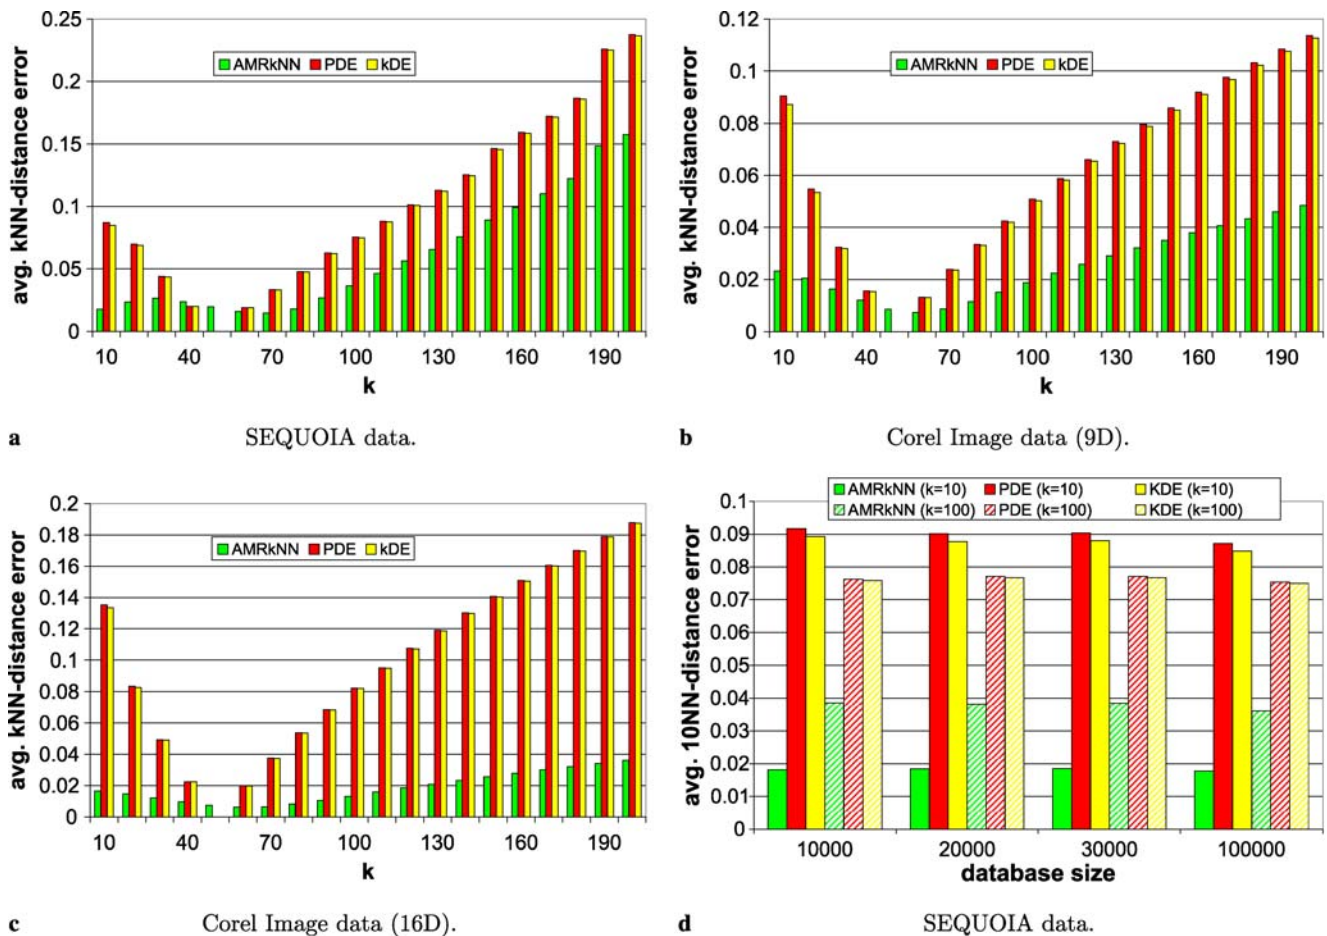 avg. kNN-distance error
0.25
0.2
0.15
0.1
0.05
0
AMRkNN PDE kDE
10 40 70 100 130 160 190
k
a SEQUOIA data.
avg. kNN-distance error
0.12
0.1
0.08
0.06
0.04
0.02
0
AMRkNN PDE kDE
10 40 70 100 130 160 190
k
b Corel Image data (9D).
avg. kNN-distance error
0.2
0.18
0.16
0.14
0.12
0.1
0.08
0.06
0.04
0.02
0
AMRkNN PDE kDE
10 40 70 100 130 160 190
k
c Corel Image data (16D).
AMRkNN (k=10) PDE (k=10) KDE (k=10)
AMRkNN (k=100) PDE (k=100) KDE (k=100)
avg. 10NN-distance error
0.1
0.09
0.08
0.07
0.06
0.05
0.04
0.03
0.02
0.01
0
10000 20000 30000 100000
database size
d SEQUOIA data.